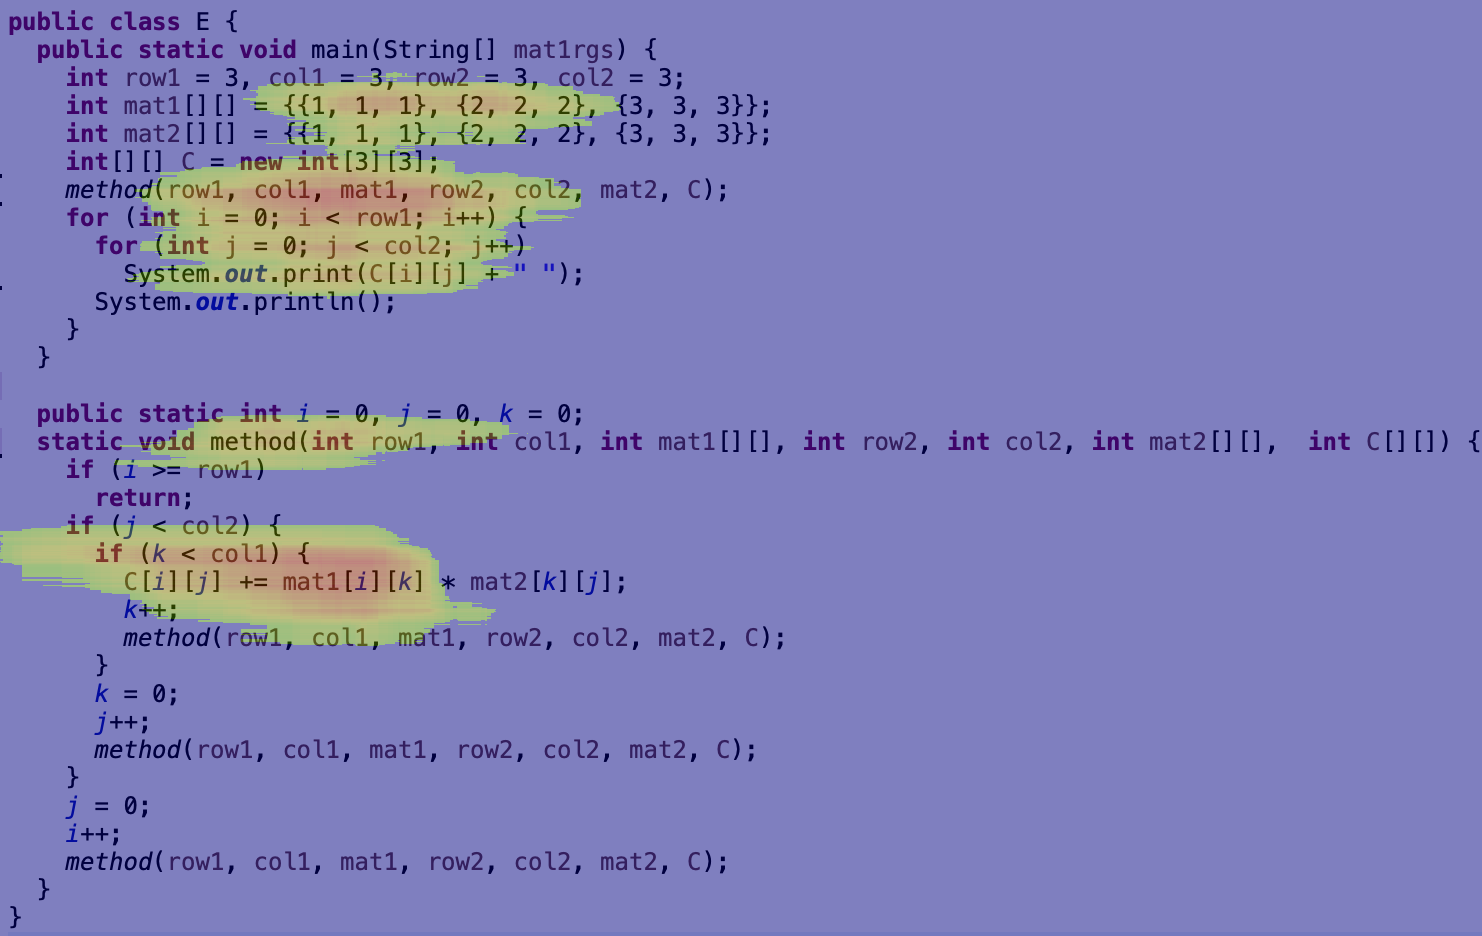 public class E {
  public static void main(String[] mat1rgs) {
    int row1 = 3, col1 = 3, row2 = 3, col2 = 3;
    int mat1[][] = {{1, 1, 1}, {2, 2, 2}, {3, 3, 3}};
    int mat2[][] = {{1, 1, 1}, {2, 2, 2}, {3, 3, 3}};
    int[][] C = new int[3][3];
    method(row1, col1, mat1, row2, col2, mat2, C);
    for (int i = 0; i < row1; i++) {
      for (int j = 0; j < col2; j++)
        System.out.print(C[i][j] + " ");
      System.out.println();
    }
  }

  public static int i = 0, j = 0, k = 0;
  static void method(int row1, int col1, int mat1[][], int row2, int col2, int mat2[][],  int C[][]) {
    if (i >= row1)
      return;
    if (j < col2) {
      if (k < col1) {
        C[i][j] += mat1[i][k] * mat2[k][j];
        k++;
        method(row1, col1, mat1, row2, col2, mat2, C);
      }
      k = 0;
      j++;
      method(row1, col1, mat1, row2, col2, mat2, C);
    }
    j = 0;
    i++;
    method(row1, col1, mat1, row2, col2, mat2, C);
  }
}